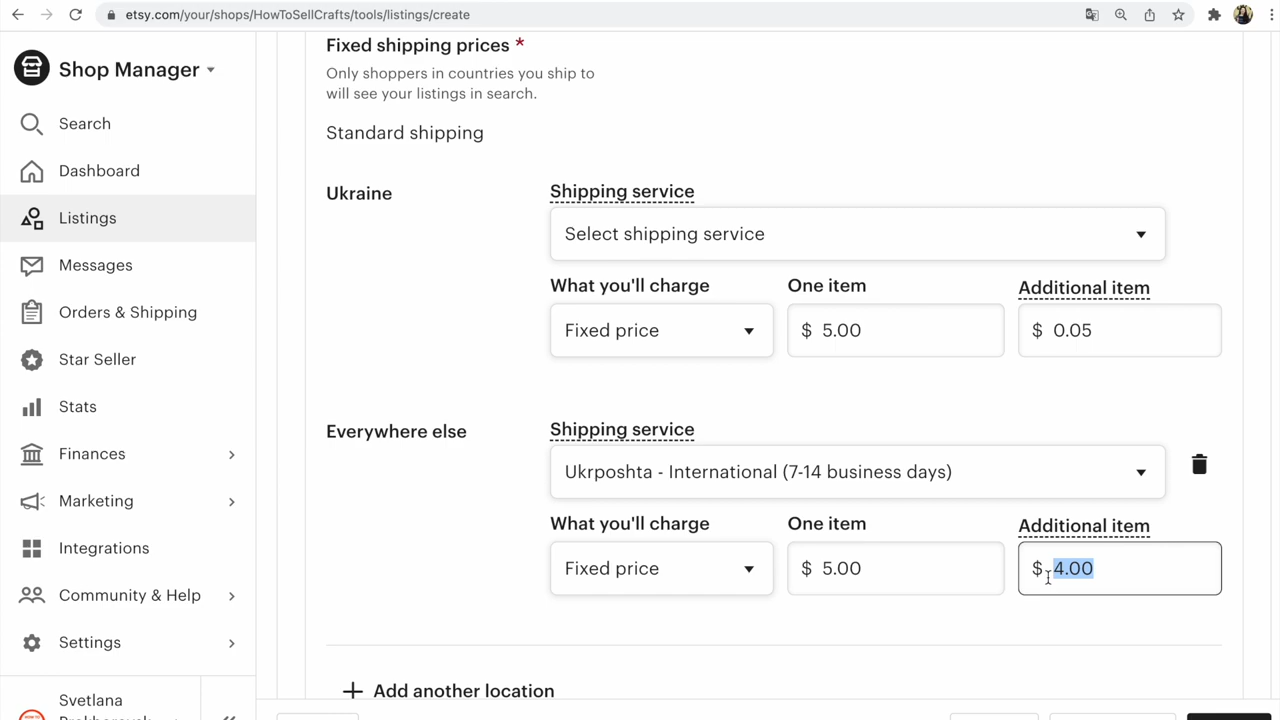 etsy.com/your/shops/HowToSellCrafts/tools/listings/create
Shop Manager
Search
Dashboard
Listings
Messages
Orders & Shipping
Star Seller
Stats
Finances
Marketing
Integrations
Community & Help
Settings
Svetlana
Fixed shipping prices *
Only shoppers in countries you ship to
will see your listings in search.
Standard shipping
Ukraine
Shipping service
Select shipping service
What you'll charge
One item
Additional item
Fixed price
$ 5.00
$ 0.05
Everywhere else
Shipping service
Ukrposhta - International (7-14 business days)
What you'll charge
One item
Additional item
Fixed price
$ 5.00
$ 4.00
+ Add another location